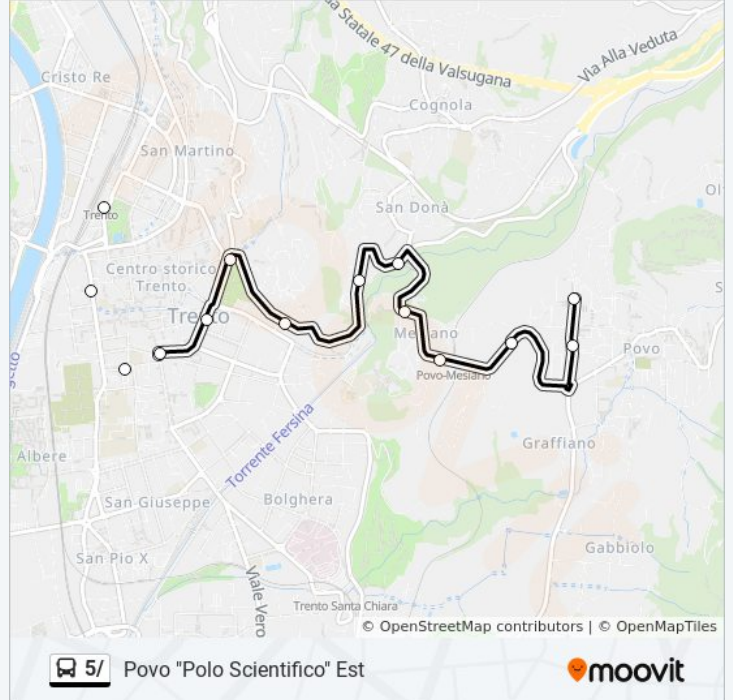 Statale 47 della Valsugana
Via Alla Veduta
Cristo Re
Cognola
San Martino
San Donà
Trento
Centro storico
Trento
Trento
Mesiano
Povo-Mesiano
Povo
Graffiano
Torrente Fersina
Albere
Bolghera
San Giuseppe
San Pio X
Gabbiolo
Viale Vero
Trento Santa Chiara
© OpenStreetMap contributors | © OpenMapTiles
5/ Povo "Polo Scientifico" Est
moovit